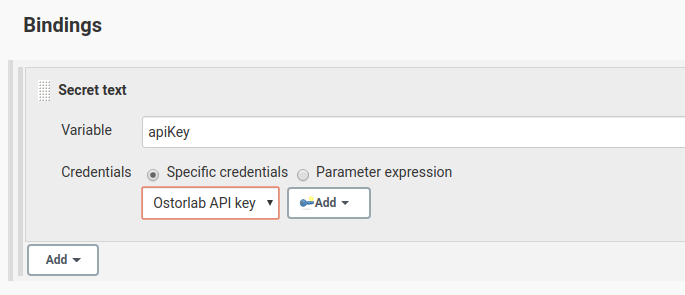 Bindings
Secret text
Variable apiKey
Credentials Specific credentials Parameter expression
Ostorlab API key Add
Add